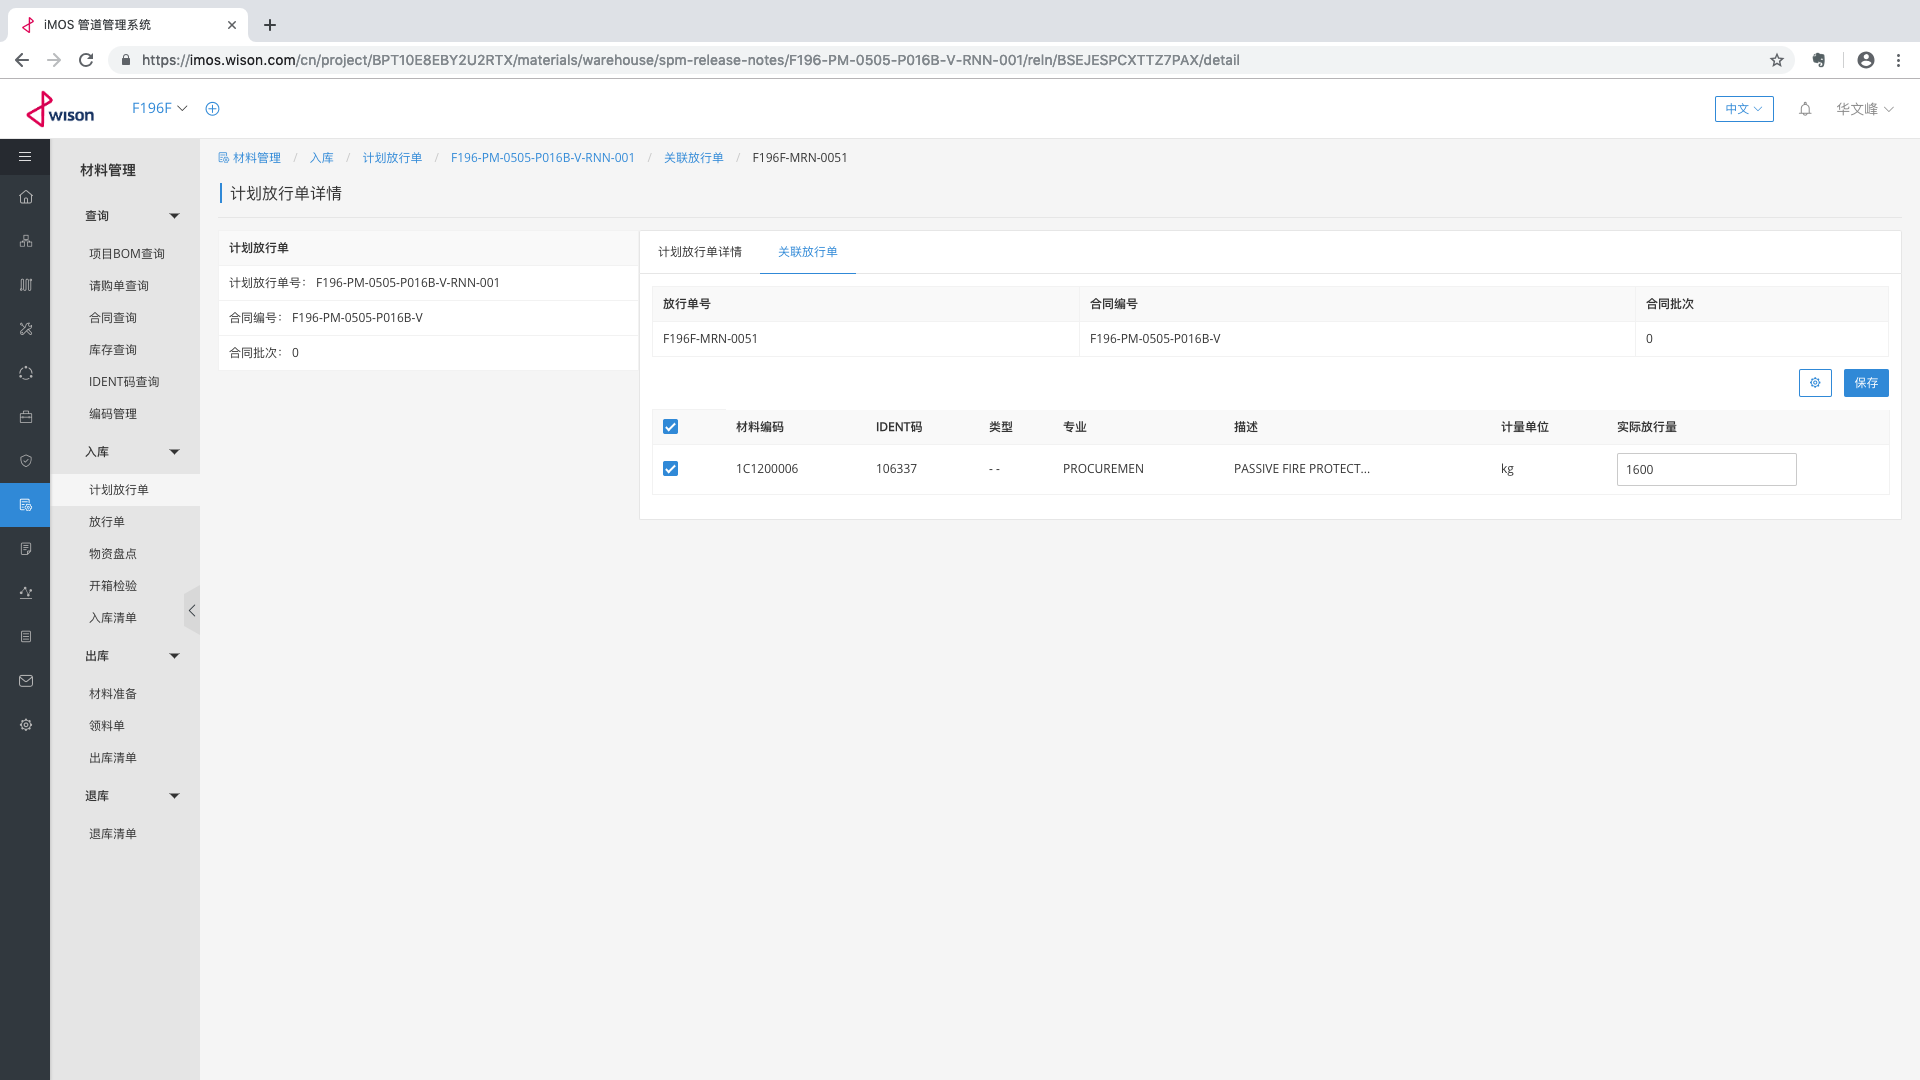 iMOS 管道管理系统
https://imos.wison.com/cn/project/BPT10E8EBY2U2RTX/materials/warehouse/spm-release-notes/F196-PM-0505-P016B-V-RNN-001/reln/BSEJESPCXTTZ7PAX/detail
wison
F196F
中文
华文峰
材料管理
查询
项目BOM查询
请购单查询
合同查询
库存查询
IDENT码查询
编码管理
入库
计划放行单
放行单
物资盘点
开箱检验
入库清单
出库
材料准备
领料单
出库清单
退库
退库清单
材料管理 / 入库 / 计划放行单 / F196-PM-0505-P016B-V-RNN-001 / 关联放行单 / F196F-MRN-0051
计划放行单详情
计划放行单
计划放行单号： F196-PM-0505-P016B-V-RNN-001
合同编号： F196-PM-0505-P016B-V
合同批次： 0
计划放行单详情 关联放行单
放行单号 合同编号 合同批次
F196F-MRN-0051 F196-PM-0505-P016B-V 0
保存
材料编码 IDENT码 类型 专业 描述 计量单位 实际放行量
1C1200006 106337 - - PROCUREMEN PASSIVE FIRE PROTECT... kg 1600